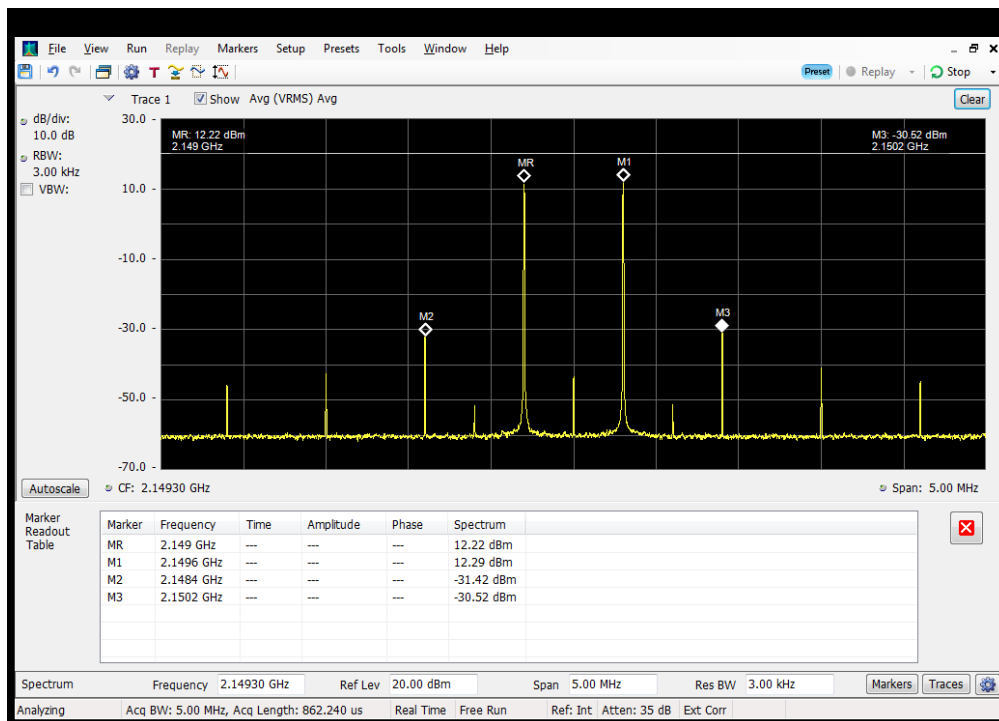 File View Run Replay Markers Setup Presets Tools Window Help
T Preset Replay Stop
Trace 1 Show Avg (VRMS) Avg Clear
dB/div:
10.0 dB
RBW:
3.00 kHz
VBW:
30.0 -
10.0 -
-10.0 -
-30.0 -
-50.0 -
-70.0 -
MR: 12.22 dBm
2.149 GHz
M3: -30.52 dBm
2.1502 GHz
MR M1
M2 M3
Autoscale CF: 2.14930 GHz Span: 5.00 MHz
Marker
Readout
Table
Marker Frequency Time Amplitude Phase Spectrum
MR 2.149 GHz --- --- --- 12.22 dBm
M1 2.1496 GHz --- --- --- 12.29 dBm
M2 2.1484 GHz --- --- --- -31.42 dBm
M3 2.1502 GHz --- --- --- -30.52 dBm
Spectrum Frequency 2.14930 GHz Ref Lev 20.00 dBm Span 5.00 MHz Res BW 3.00 kHz Markers Traces
Analyzing Acq BW: 5.00 MHz, Acq Length: 862.240 us Real Time Free Run Ref: Int Atten: 35 dB Ext Corr